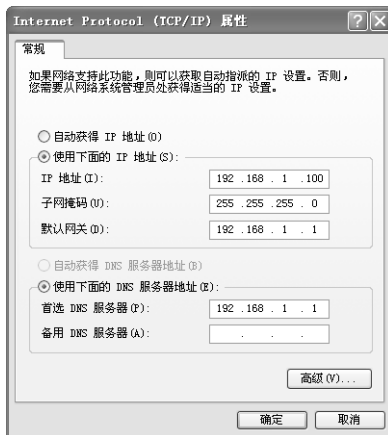 Internet Protocol (TCP/IP) 属性
常规
如果网络支持此功能，则可以获取自动指派的 IP 设置。否则，
您需要从网络系统管理员处获得适当的 IP 设置。
自动获得 IP 地址(O)
使用下面的 IP 地址(S):
IP 地址(I): 192 .168 . 1 .100
子网掩码(U): 255 .255 .255 . 0
默认网关(D): 192 .168 . 1 . 1
自动获得 DNS 服务器地址(B)
使用下面的 DNS 服务器地址(E):
首选 DNS 服务器(P): 192 .168 . 1 . 1
备用 DNS 服务器(A): . . .
高级(V)...
确定 取消